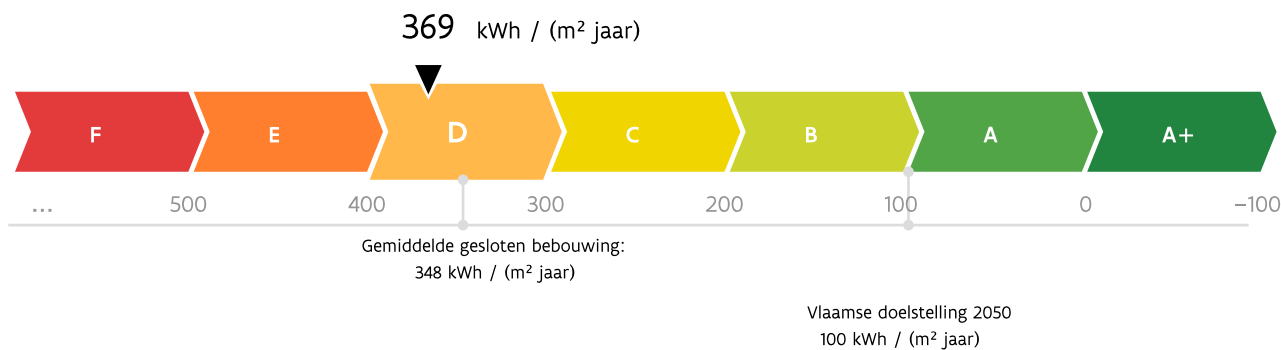 369 kWh / (m² jaar)
F E D C B A A+
... 500 400 300 200 100 0 –100
Gemiddelde gesloten bebouwing:
348 kWh / (m² jaar)
Vlaamse doelstelling 2050
100 kWh / (m² jaar)